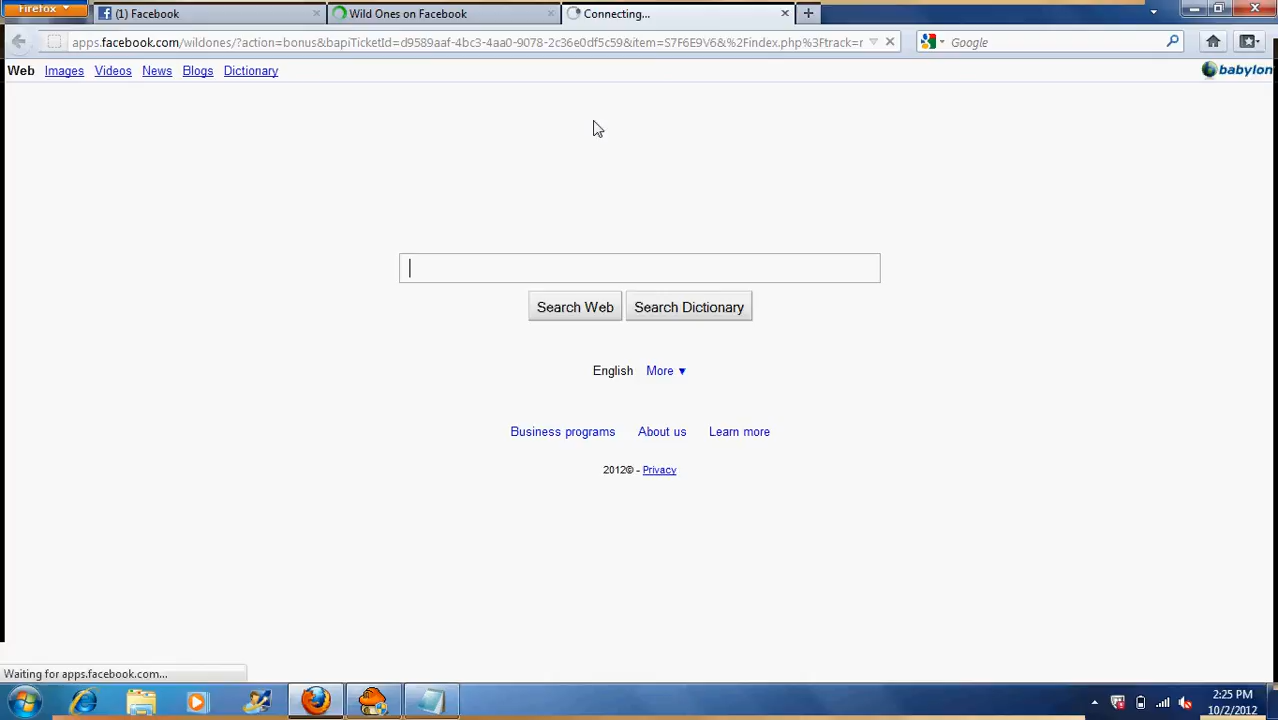 Firefox
(1) Facebook
Wild Ones on Facebook
Connecting...
apps.facebook.com/wildones/?action=bonus&bapiTicketId=d9589aaf-4bc3-4aa0-9078-2c36e0df5c59&item=S7F6E9V6&%2Findex.php%3Ftrack=r
Google
Web Images Videos News Blogs Dictionary
babylon
Search Web
Search Dictionary
English More ▼
Business programs About us Learn more
2012© - Privacy
Waiting for apps.facebook.com...
2:25 PM
10/2/2012